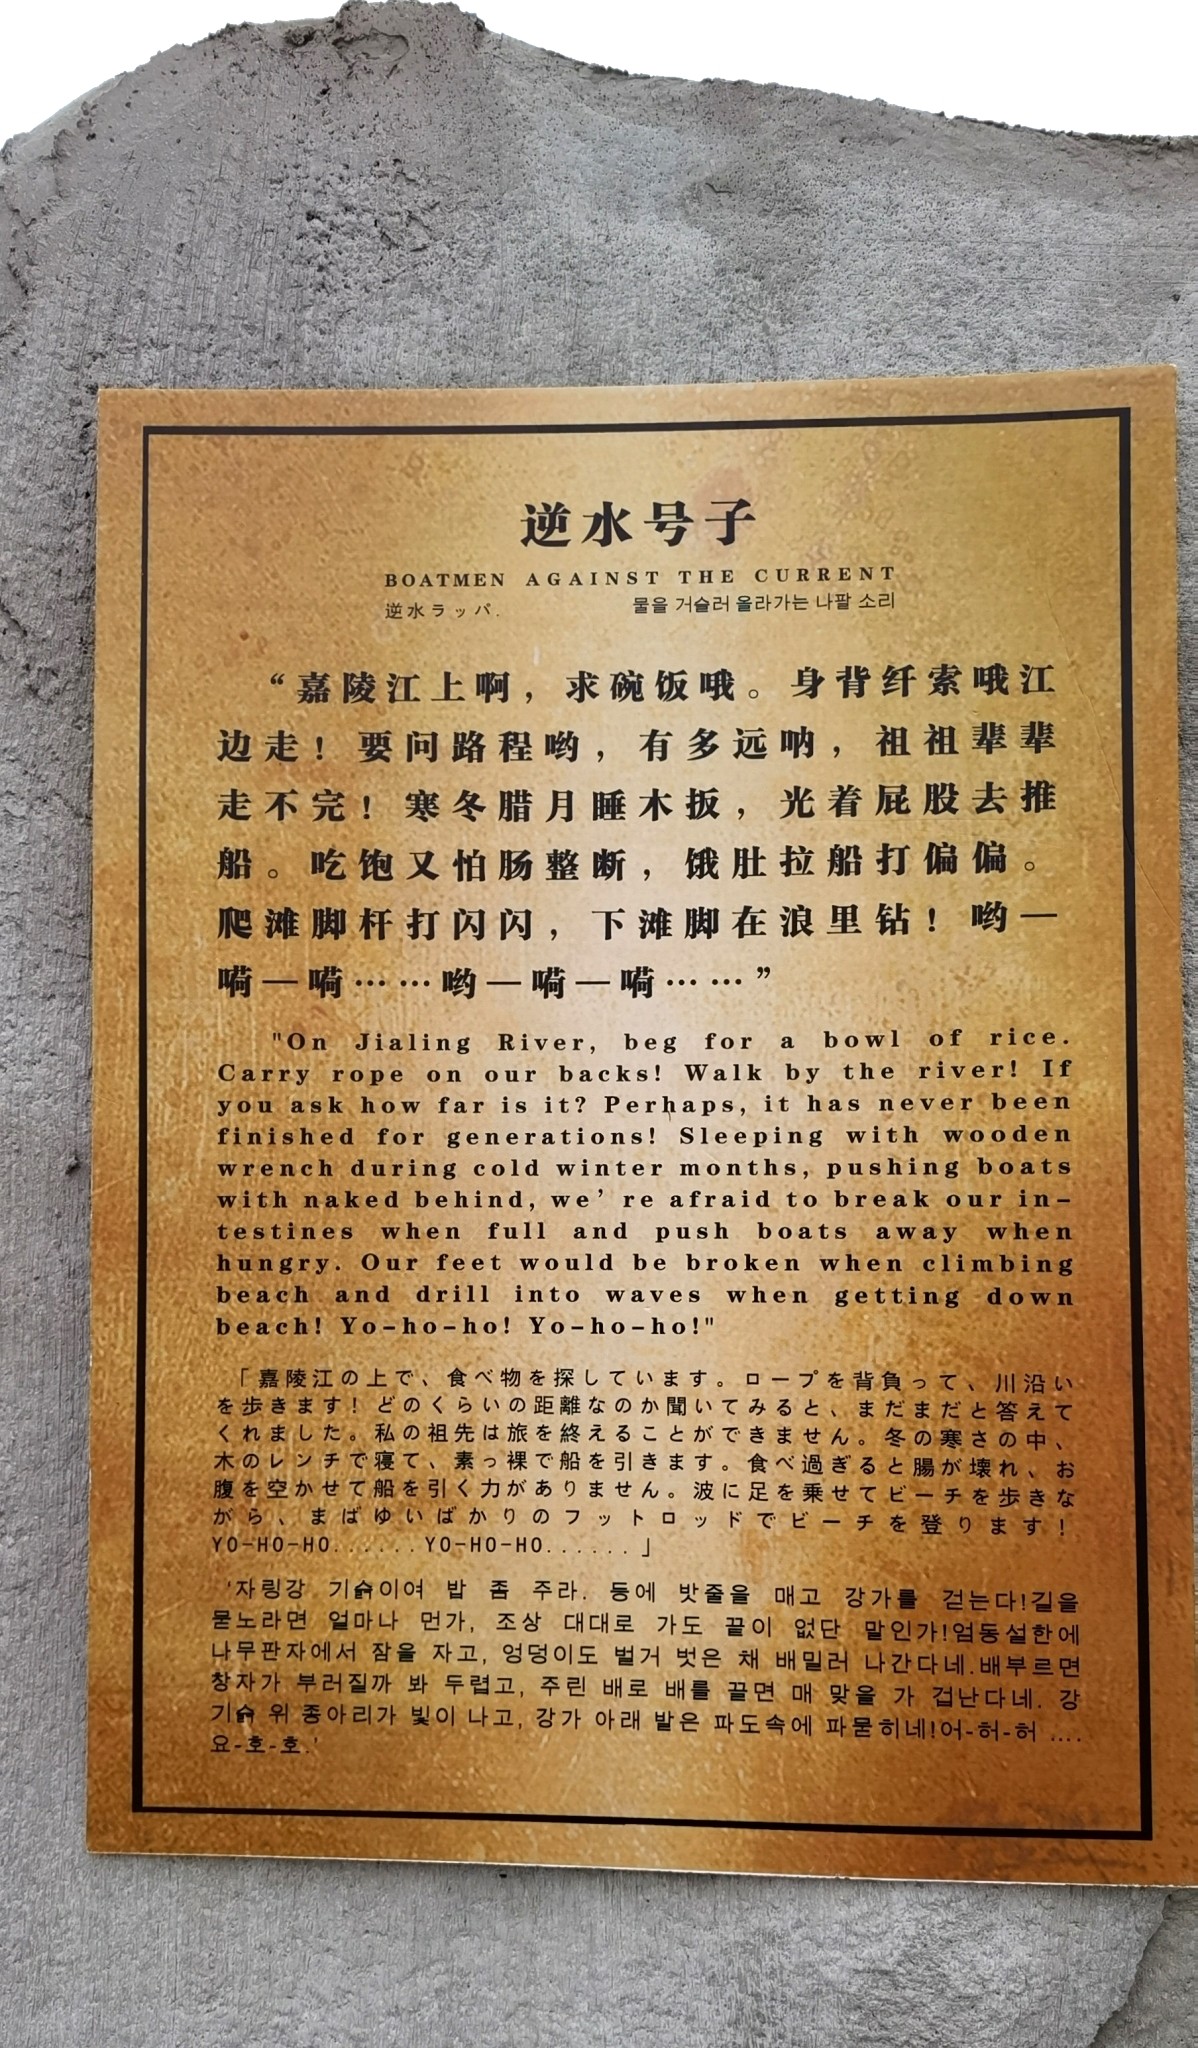 逆水号子
BOATMEN AGAINST THE CURRENT
逆水ラッパ. 물을 거슬러 올라가는 나팔 소리
“嘉陵江上啊，求碗饭哦。身背纤索哦江
边走！要问路程哟，有多远呐，祖祖辈辈
走不完！寒冬腊月睡木扳，光着屁股去推
船。吃饱又怕肠整断，饿肚拉船打偏偏。
爬滩脚杆打闪闪，下滩脚在浪里钻！哟—
嗬—嗬……哟—嗬—嗬……”
"On Jialing River, beg for a bowl of rice.
Carry rope on our backs! Walk by the river! If
you ask how far is it? Perhaps, it has never been
finished for generations! Sleeping with wooden
wrench during cold winter months, pushing boats
with naked behind, we’re afraid to break our in-
testines when full and push boats away when
hungry. Our feet would be broken when climbing
beach and drill into waves when getting down
beach! Yo-ho-ho! Yo-ho-ho!"
「嘉陵江の上で、食べ物を探しています。ロープを背負って、川沿い
を歩きます！どのくらいの距離なのか聞いてみると、まだまだと答えて
くれました。私の祖先は旅を終えることができません。冬の寒さの中、
木のレンチで寝て、素っ裸で船を引きます。食べ過ぎると腸が壊れ、お
腹を空かせて船を引く力がありません。波に足を乗せてビーチを歩きな
がら、まばゆいばかりのフットロッドでビーチを登ります！
YO-HO-HO......YO-HO-HO......」
'자링강 기슭이여 밥 좀 주라. 등에 밧줄을 매고 강가를 걷는다!길을
묻노라면 얼마나 먼가, 조상 대대로 가도 끝이 없단 말인가!엄동설한에
나무판자에서 잠을 자고, 엉덩이도 벌거 벗은 채 배밀러 나간다네.배부르면
창자가 부러질까 봐 두렵고, 주린 배로 배를 끌면 매 맞을 가 겁난다네. 강
기슭 위 종아리가 빛이 나고, 강가 아래 발은 파도속에 파묻히네!어-허-허 ....
요-호-호.'